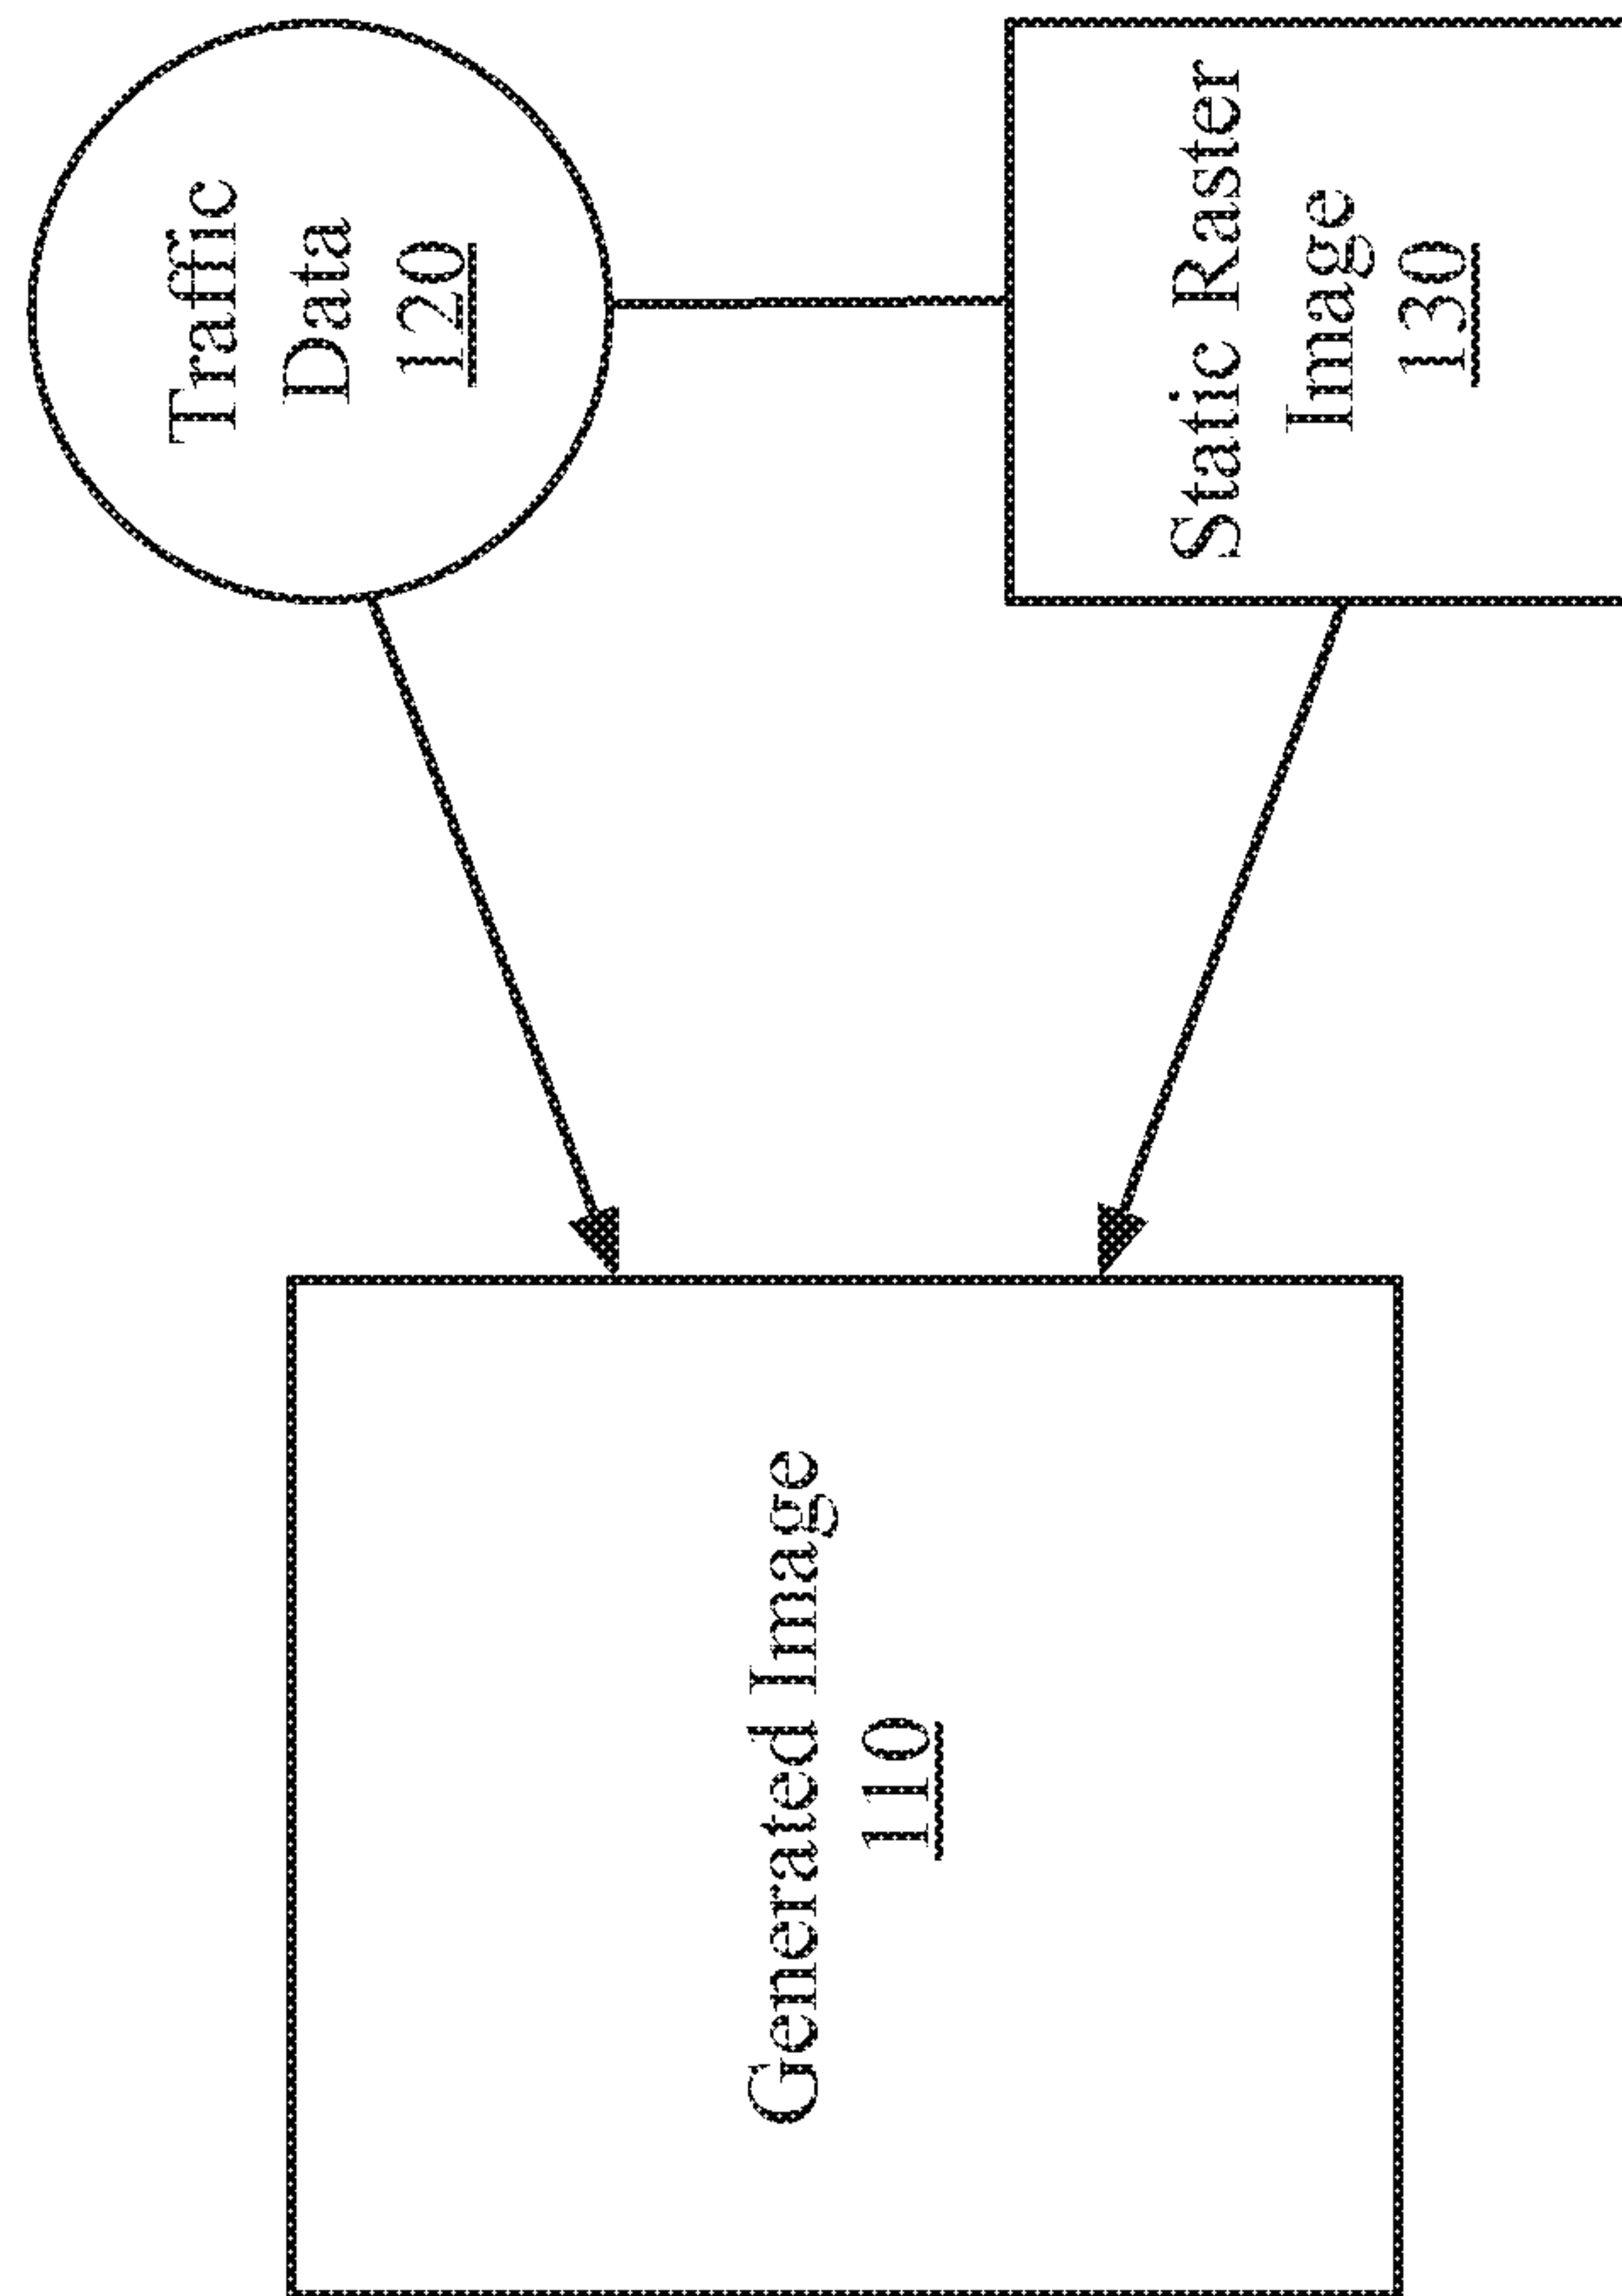 Traffic
Data
120
Static Raster
Image
130
Generated Image
110